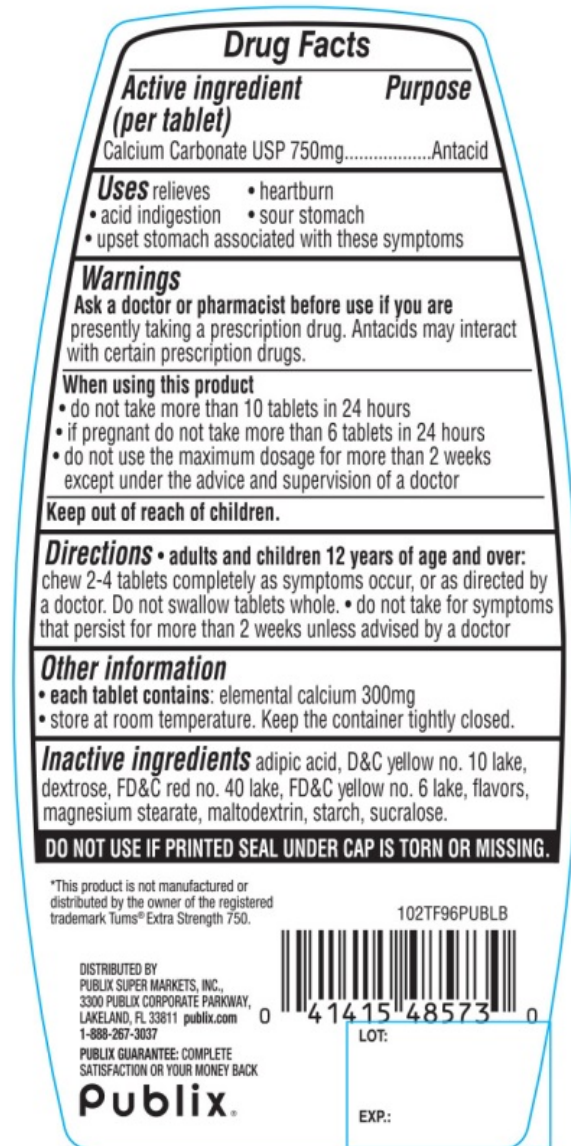 Drug Facts
Active ingredient Purpose
(per tablet)
Calcium Carbonate USP 750mg..................Antacid
Uses relieves • heartburn
• acid indigestion • sour stomach
• upset stomach associated with these symptoms
Warnings
Ask a doctor or pharmacist before use if you are
presently taking a prescription drug. Antacids may interact
with certain prescription drugs.
When using this product
• do not take more than 10 tablets in 24 hours
• if pregnant do not take more than 6 tablets in 24 hours
• do not use the maximum dosage for more than 2 weeks
except under the advice and supervision of a doctor
Keep out of reach of children.
Directions • adults and children 12 years of age and over:
chew 2-4 tablets completely as symptoms occur, or as directed by
a doctor. Do not swallow tablets whole. • do not take for symptoms
that persist for more than 2 weeks unless advised by a doctor
Other information
• each tablet contains: elemental calcium 300mg
• store at room temperature. Keep the container tightly closed.
Inactive ingredients adipic acid, D&C yellow no. 10 lake,
dextrose, FD&C red no. 40 lake, FD&C yellow no. 6 lake, flavors,
magnesium stearate, maltodextrin, starch, sucralose.
DO NOT USE IF PRINTED SEAL UNDER CAP IS TORN OR MISSING.
*This product is not manufactured or
distributed by the owner of the registered
trademark Tums® Extra Strength 750.
102TF96PUBLB
DISTRIBUTED BY
PUBLIX SUPER MARKETS, INC.,
3300 PUBLIX CORPORATE PARKWAY,
LAKELAND, FL 33811 publix.com
1-888-267-3037
PUBLIX GUARANTEE: COMPLETE
SATISFACTION OR YOUR MONEY BACK
Publix®
0 41415 48573 0
LOT:
EXP.: